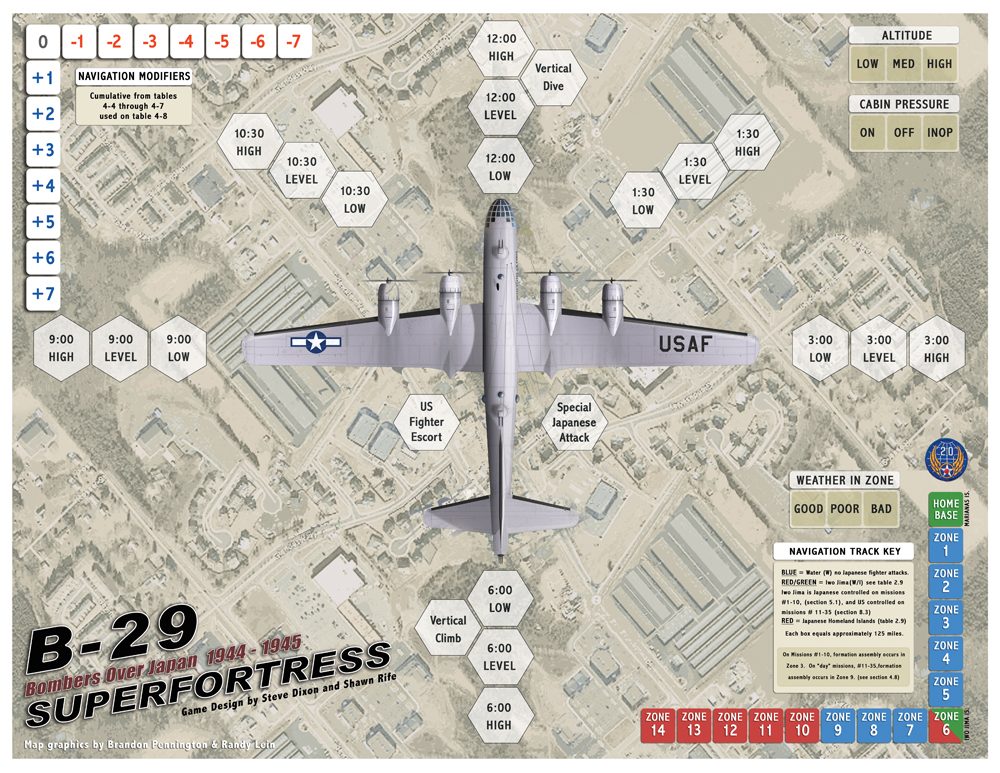 0 -1 -2 -3 -4 -5 -6 -7
+1
+2
+3
+4
+5
+6
+7
NAVIGATION MODIFIERS
Cumulative from tables
4-4 through 4-7
used on table 4-8
12:00
HIGH
Vertical
Dive
12:00
LEVEL
12:00
LOW
10:30
HIGH
10:30
LEVEL
10:30
LOW
1:30
HIGH
1:30
LEVEL
1:30
LOW
ALTITUDE
LOW MED HIGH
CABIN PRESSURE
ON OFF INOP
9:00
HIGH
9:00
LEVEL
9:00
LOW
USAF
3:00
LOW
3:00
LEVEL
3:00
HIGH
US
Fighter
Escort
Special
Japanese
Attack
20
WEATHER IN ZONE
GOOD POOR BAD
HOME
BASE
MARIANAS IS.
ZONE
1
ZONE
2
ZONE
3
ZONE
4
ZONE
5
ZONE
6
IWO JIMA IS.
ZONE
7
ZONE
8
ZONE
9
ZONE
10
ZONE
11
ZONE
12
ZONE
13
ZONE
14
NAVIGATION TRACK KEY
BLUE = Water (W) no Japanese fighter attacks.
RED/GREEN = Iwo Jima(W/I) see table 2.9
Iwo Jima is Japanese controlled on missions
#1-10, (section 5.1), and US controlled on
missions # 11-35 (section 8.3)
RED = Japanese Homeland Islands (table 2.9)
Each box equals approximately 125 miles.
On Missions #1-10, formation assembly occurs in
Zone 3. On "day" missions, #11-35,formation
assembly occurs in Zone 9. (see section 4.8)
6:00
LOW
Vertical
Climb
6:00
LEVEL
6:00
HIGH
B-29
Bombers Over Japan 1944 - 1945
SUPERFORTRESS
Game Design by Steve Dixon and Shawn Rife
Map graphics by Brandon Pennington & Randy Lein